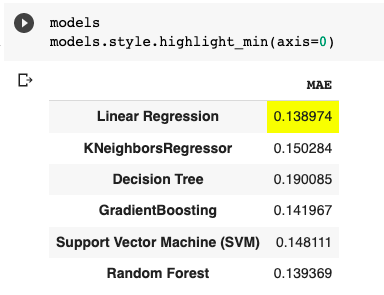 models
models.style.highlight_min(axis=0)
MAE
Linear Regression 0.138974
KNeighborsRegressor 0.150284
Decision Tree 0.190085
GradientBoosting 0.141967
Support Vector Machine (SVM) 0.148111
Random Forest 0.139369